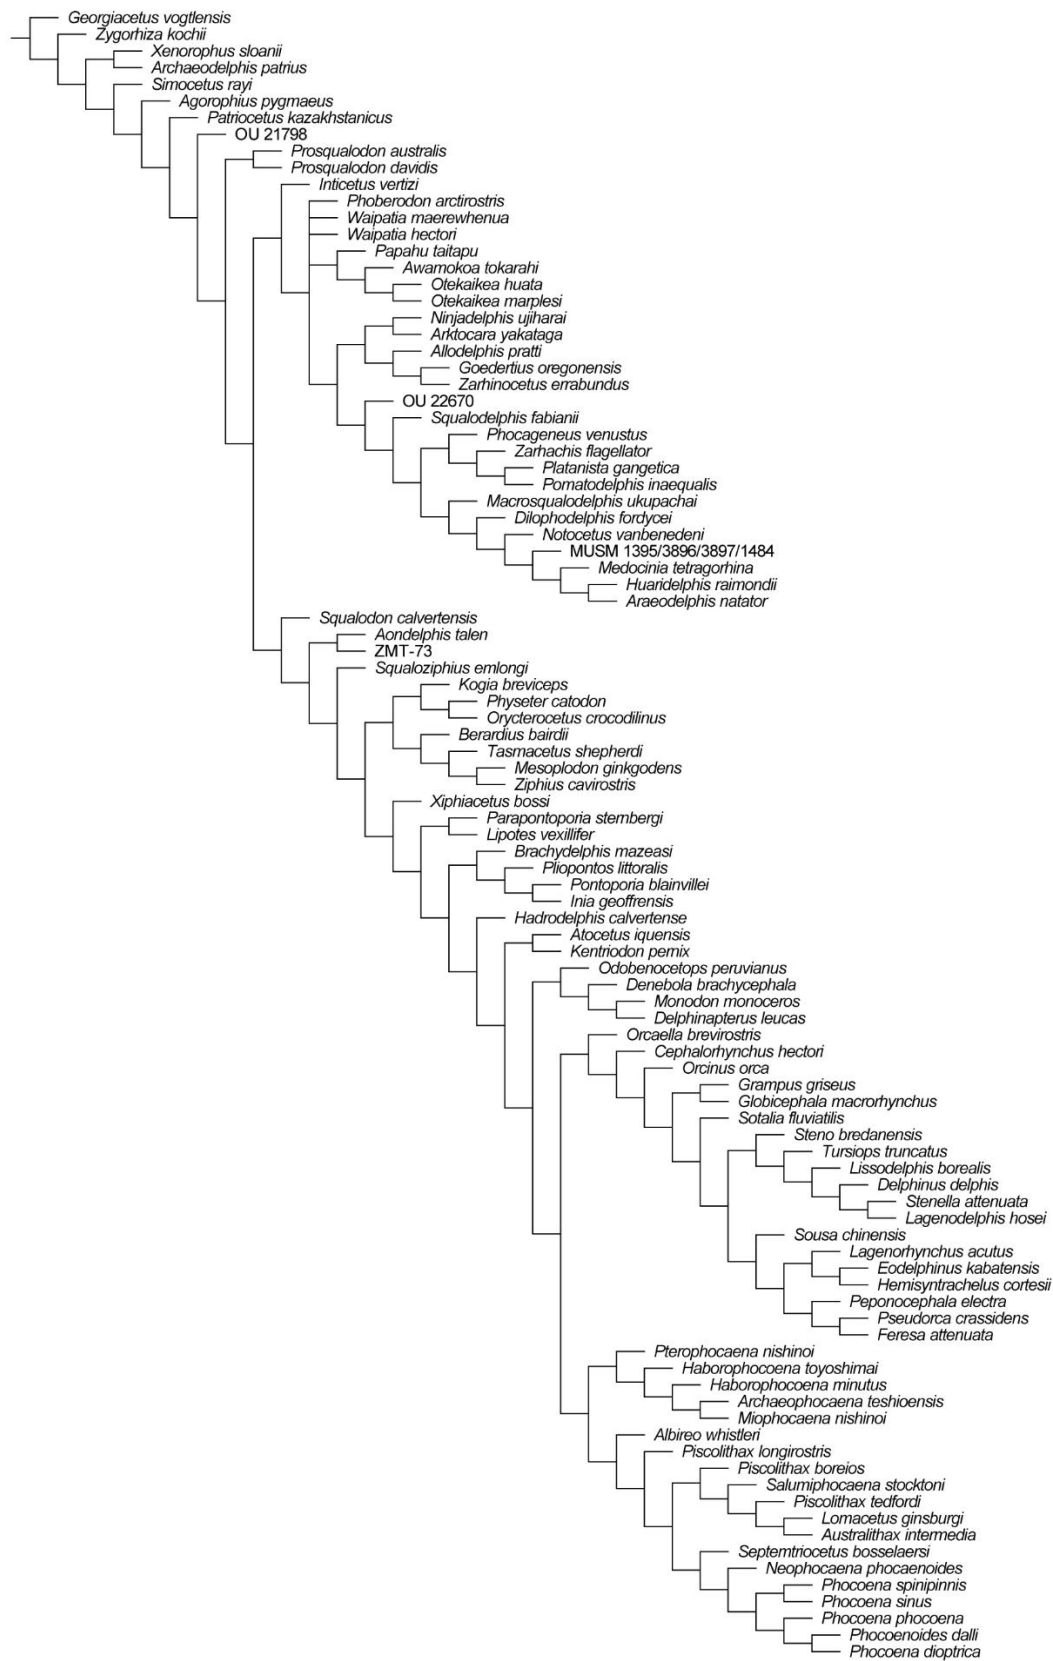 Georgiacetus vogtlensis
Zygorhiza kochii
Xenorophus sloanii
Archaeodelphis patrius
Simocetus rayi
Agorophius pygmaeus
Patriocetus kazakhstanicus
OU 21798
Prosqualodon australis
Prosqualodon davidis
Inticetus vertizi
Phoberodon arctirostris
Waipatia maerewhenua
Waipatia hectori
Papahu taitapu
Awamokoa tokarahi
Otekaikea huata
Otekaikea marplesi
Ninjadelphis ujiharai
Arktocara yakataga
Allodelphis pratti
Goedertius oregonensis
Zarhinocetus errabundus
OU 22670
Squalodelphis fabianii
Phocageneus venustus
Zarhachis flagellator
Platanista gangetica
Pomatodelphis inaequalis
Macrosqualodelphis ukupachai
Dilophodelphis fordycei
Notocetus vanbenedeni
MUSM 1395/3896/3897/1484
Medocinia tetragorhina
Huaridelphis raimondii
Araeodelphis natator
Squalodon calvertensis
Aondelphis talen
ZMT-73
Squaloziphius emlongi
Kogia breviceps
Physeter catodon
Orycterocetus crocodilinus
Berardius bairdii
Tasmacetus shepherdi
Mesoplodon ginkgodens
Ziphius cavirostris
Xiphiacetus bossi
Parapontoporia sternbergi
Lipotes vexillifer
Brachydelphis mazeasi
Pliopontos littoralis
Pontoporia blainvillei
Inia geoffrensis
Hadrodelphis calvertense
Atocetus iquensis
Kentriodon pernix
Odobenocetops peruvianus
Denebola brachycephala
Monodon monoceros
Delphinapterus leucas
Orcaella brevirostris
Cephalorhynchus hectori
Orcinus orca
Grampus griseus
Globicephala macrorhynchus
Sotalia fluviatilis
Steno bredanensis
Tursiops truncatus
Lissodelphis borealis
Delphinus delphis
Stenella attenuata
Lagenodelphis hosei
Sousa chinensis
Lagenorhynchus acutus
Eodelphinus kabatensis
Hemisyntrachelus cortesii
Peponocephala electra
Pseudorca crassidens
Feresa attenuata
Pterophocaena nishinoi
Haborophocoena toyoshimai
Haborophocoena minutus
Archaeophocaena teshioensis
Miophocaena nishinoi
Albireo whistleri
Piscolithax longirostris
Piscolithax boreios
Salumiphocaena stocktoni
Piscolithax tedfordi
Lomacetus ginsburgi
Australithax intermedia
Septemtriocetus bosselaersi
Neophocaena phocaenoides
Phocoena spinipinnis
Phocoena sinus
Phocoena phocoena
Phocoenoides dalli
Phocoena dioptrica